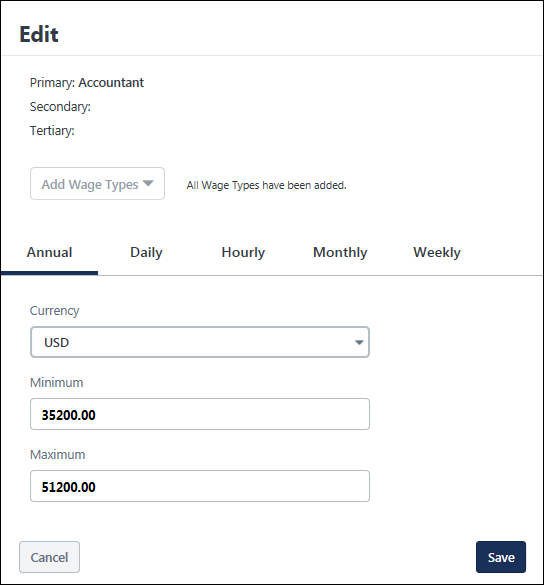 Edit
Primary: Accountant
Secondary:
Tertiary:
Add Wage Types All Wage Types have been added.
Annual Daily Hourly Monthly Weekly
Currency
USD
Minimum
35200.00
Maximum
51200.00
Cancel Save